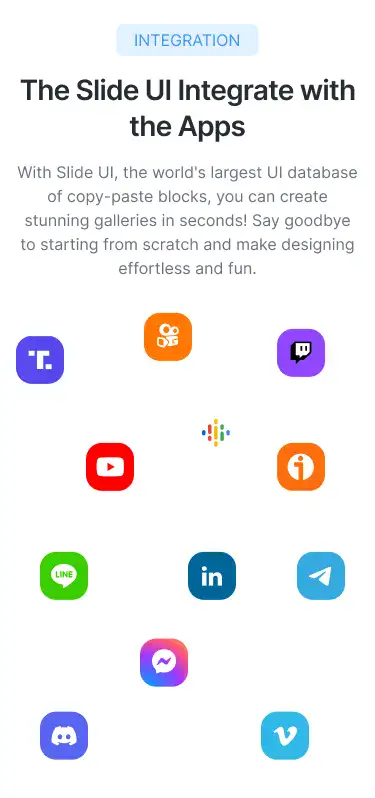 INTEGRATION
The Slide UI Integrate with
the Apps
With Slide UI, the world's largest UI database
of copy-paste blocks, you can create
stunning galleries in seconds! Say goodbye
to starting from scratch and make designing
effortless and fun.
LINE
in